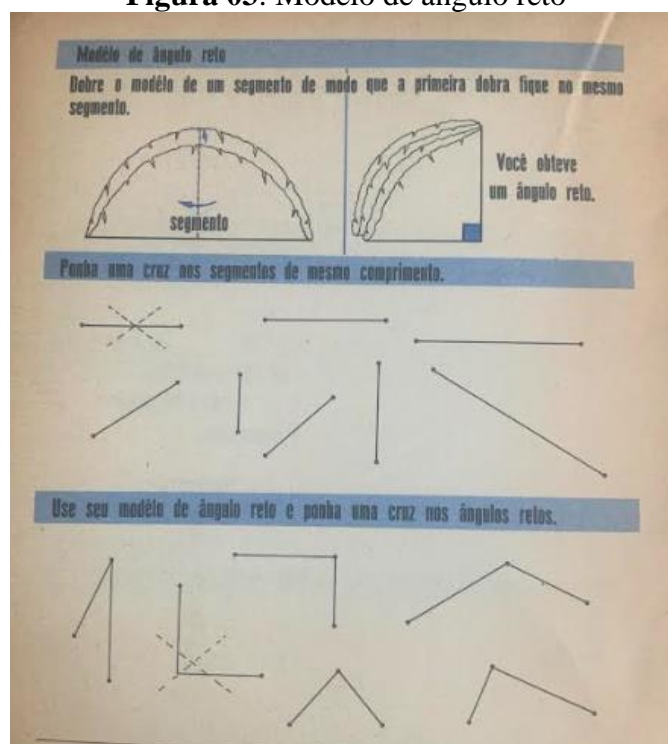 Figura 03: Modelo de ângulo reto
Modêlo de ângulo reto
Dobre o modêlo de um segmento de modo que a primeira dobra fique no mesmo
segmento.
segmento
Você obteve
um ângulo reto.
Ponha uma cruz nos segmentos de mesmo comprimento.
Use seu modêlo de ângulo reto e ponha uma cruz nos ângulos retos.